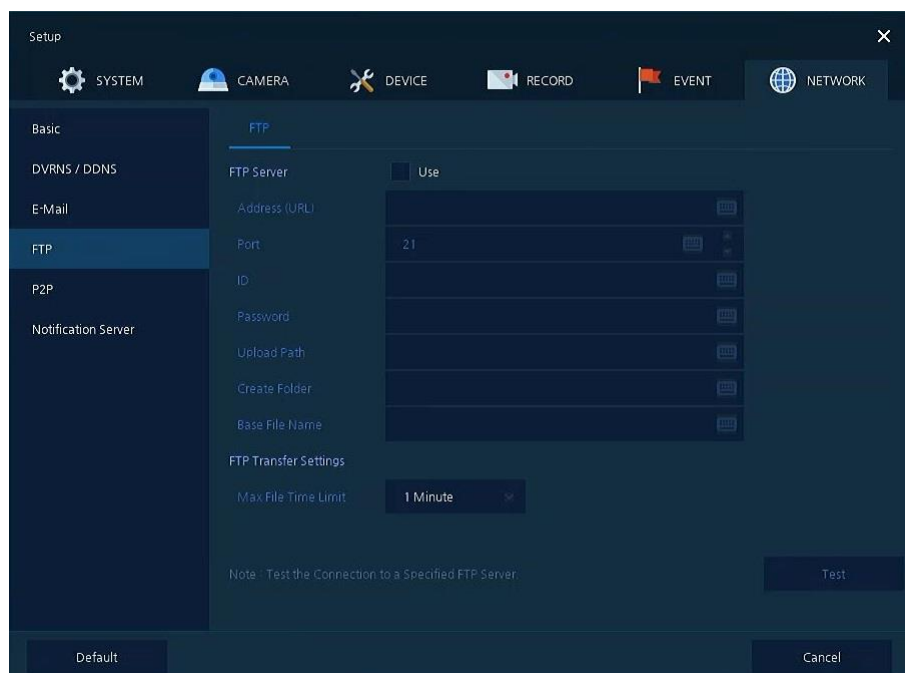 Setup
SYSTEM CAMERA DEVICE RECORD EVENT NETWORK
Basic
DVRNS / DDNS
E-Mail
FTP
P2P
Notification Server
FTP
FTP Server Use
Address (URL)
Port 21
ID
Password
Upload Path
Create Folder
Base File Name
FTP Transfer Settings
Max File Time Limit 1 Minute
Note : Test the Connection to a Specified FTP Server. Test
Default Cancel